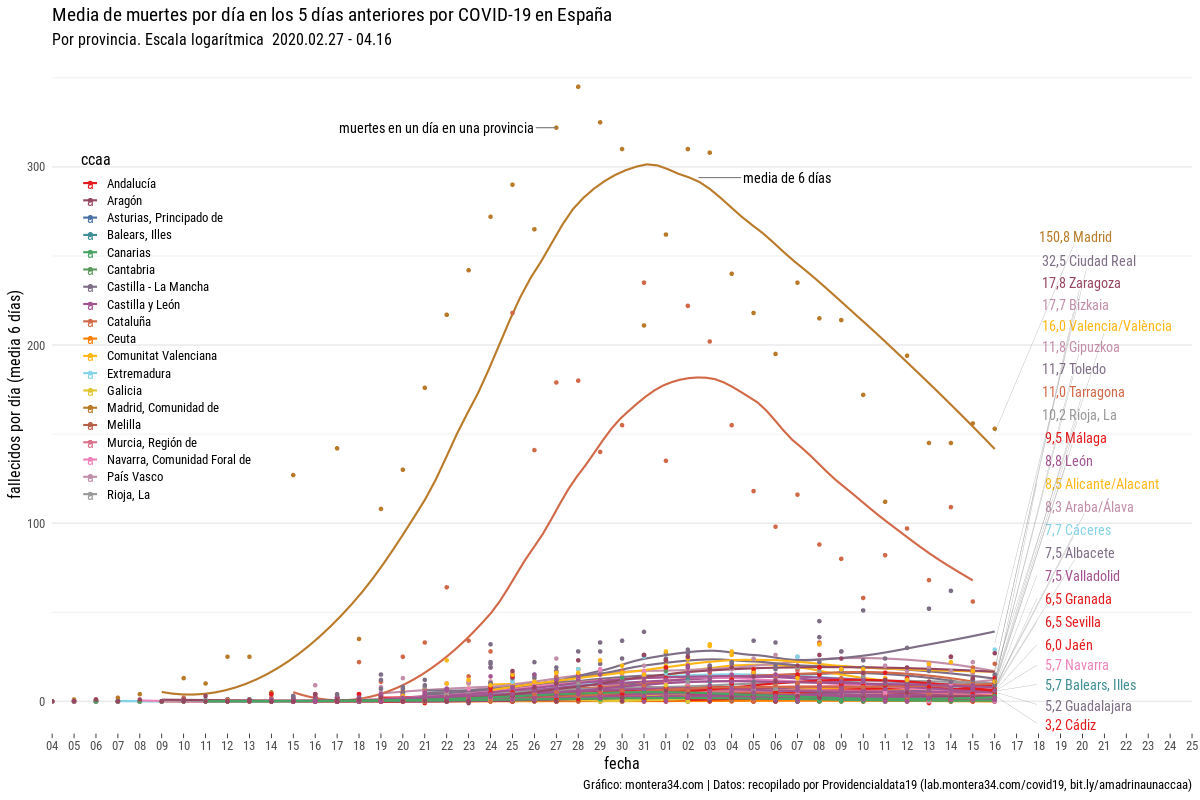 Media de muertes por día en los 5 días anteriores por COVID-19 en España
Por provincia. Escala logarítmica  2020.02.27 - 04.16
muertes en un día en una provincia
media de 6 días
ccaa
Andalucía
Aragón
Asturias, Principado de
Balears, Illes
Canarias
Cantabria
Castilla - La Mancha
Castilla y León
Cataluña
Ceuta
Comunitat Valenciana
Extremadura
Galicia
Madrid, Comunidad de
Melilla
Murcia, Región de
Navarra, Comunidad Foral de
País Vasco
Rioja, La
fallecidos por día (media 6 días)
300
200
100
0
150,8 Madrid
32,5 Ciudad Real
17,8 Zaragoza
17,7 Bizkaia
16,0 Valencia/València
11,8 Gipuzkoa
11,7 Toledo
11,0 Tarragona
10,2 Rioja, La
9,5 Málaga
8,8 León
8,5 Alicante/Alacant
8,3 Araba/Álava
7,7 Cáceres
7,5 Albacete
7,5 Valladolid
6,5 Granada
6,5 Sevilla
6,0 Jaén
5,7 Navarra
5,7 Balears, Illes
5,2 Guadalajara
3,2 Cádiz
04 05 06 07 08 09 10 11 12 13 14 15 16 17 18 19 20 21 22 23 24 25 26 27 28 29 30 31 01 02 03 04 05 06 07 08 09 10 11 12 13 14 15 16 17 18 19 20 21 22 23 24 25
fecha
Gráfico: montera34.com | Datos: recopilado por Providencialdata19 (lab.montera34.com/covid19, bit.ly/amadrinaunaccaa)